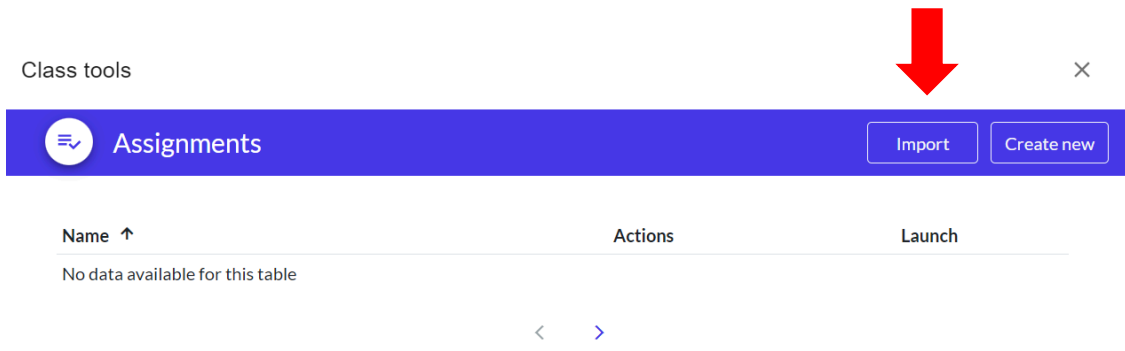 Class tools
Assignments Import Create new
Name Actions Launch
No data available for this table